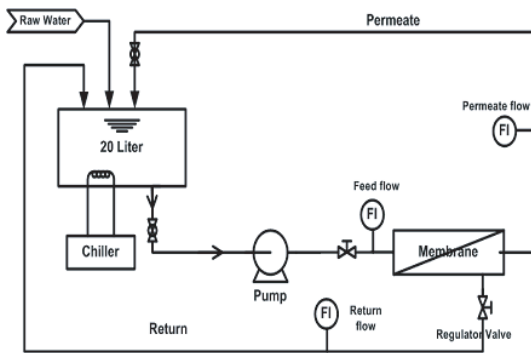 Raw Water
Permeate
Permeate flow
FI
20 Liter
Feed flow
FI
Chiller
Membrane
Pump
Return
FI
Return
flow
Regulator Valve